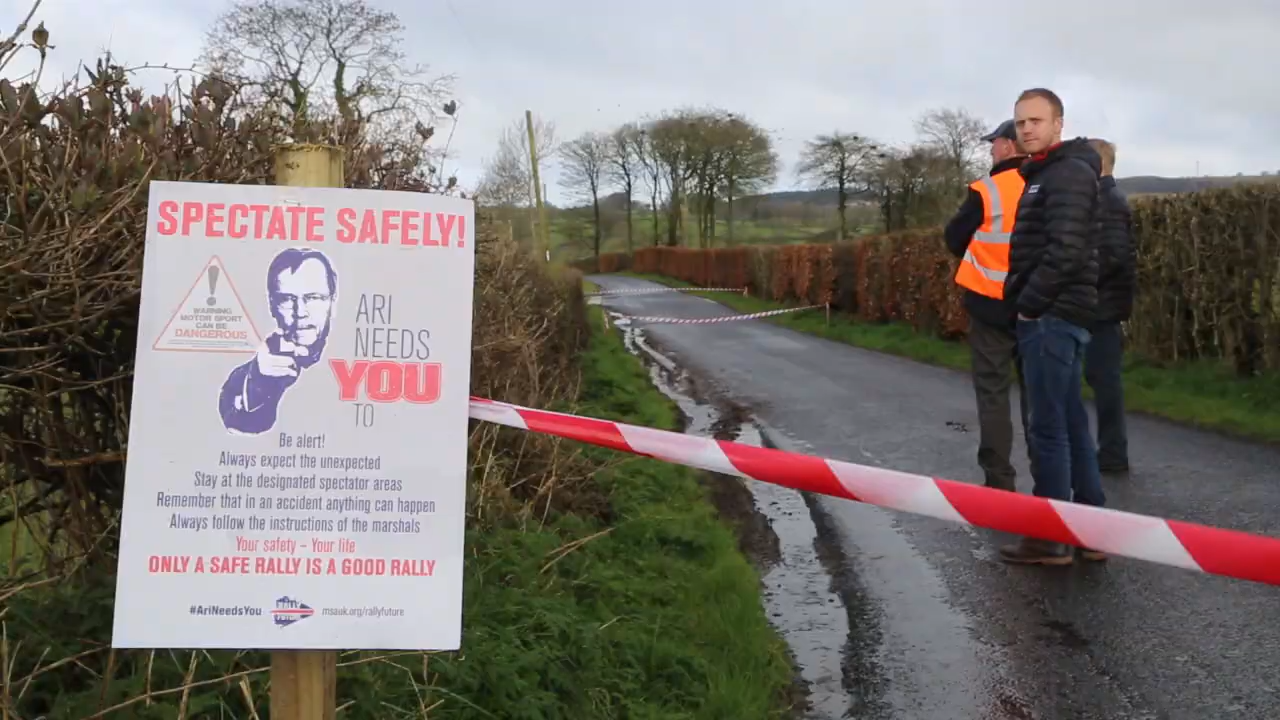 SPECTATE SAFELY!
WARNING
MOTOR SPORT
CAN BE
DANGEROUS
ARI
NEEDS
YOU
TO
Be alert!
Always expect the unexpected
Stay at the designated spectator areas
Remember that in an accident anything can happen
Always follow the instructions of the marshals
Your safety – Your life
ONLY A SAFE RALLY IS A GOOD RALLY
#AriNeedsYou
RALLY
FUTURE
msauk.org/rallyfuture